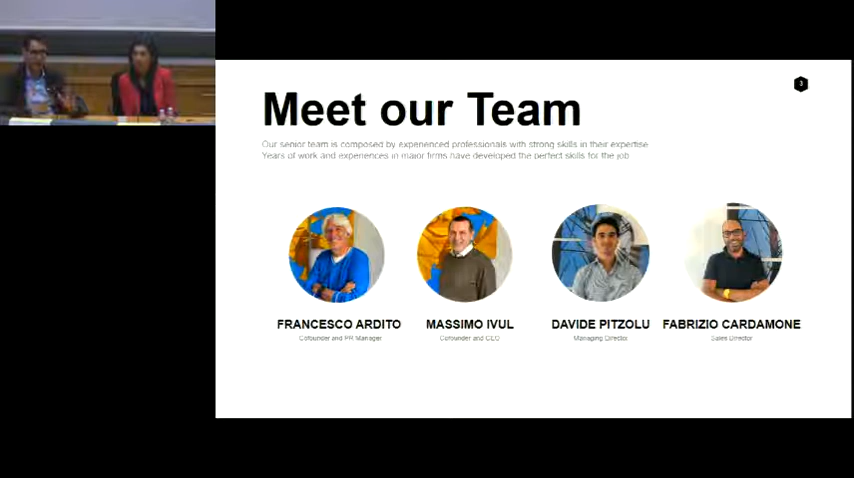 3
Meet our Team
Our senior team is composed by experienced professionals with strong skills in their expertise
Years of work and experiences in major firms have developed the perfect skills for the job
FRANCESCO ARDITO MASSIMO IVUL DAVIDE PITZOLU FABRIZIO CARDAMONE
Cofounder and PR Manager Cofounder and CEO Managing Director Sales Director